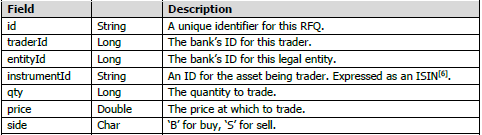 Field Description
id String A unique identifier for this RFQ.
traderId Long The bank's ID for this trader.
entityId Long The bank's ID for this legal entity.
instrumentId String An ID for the asset being trader. Expressed as an ISIN[6].
qty Long The quantity to trade.
price Double The price at which to trade.
side Char 'B' for buy, 'S' for sell.